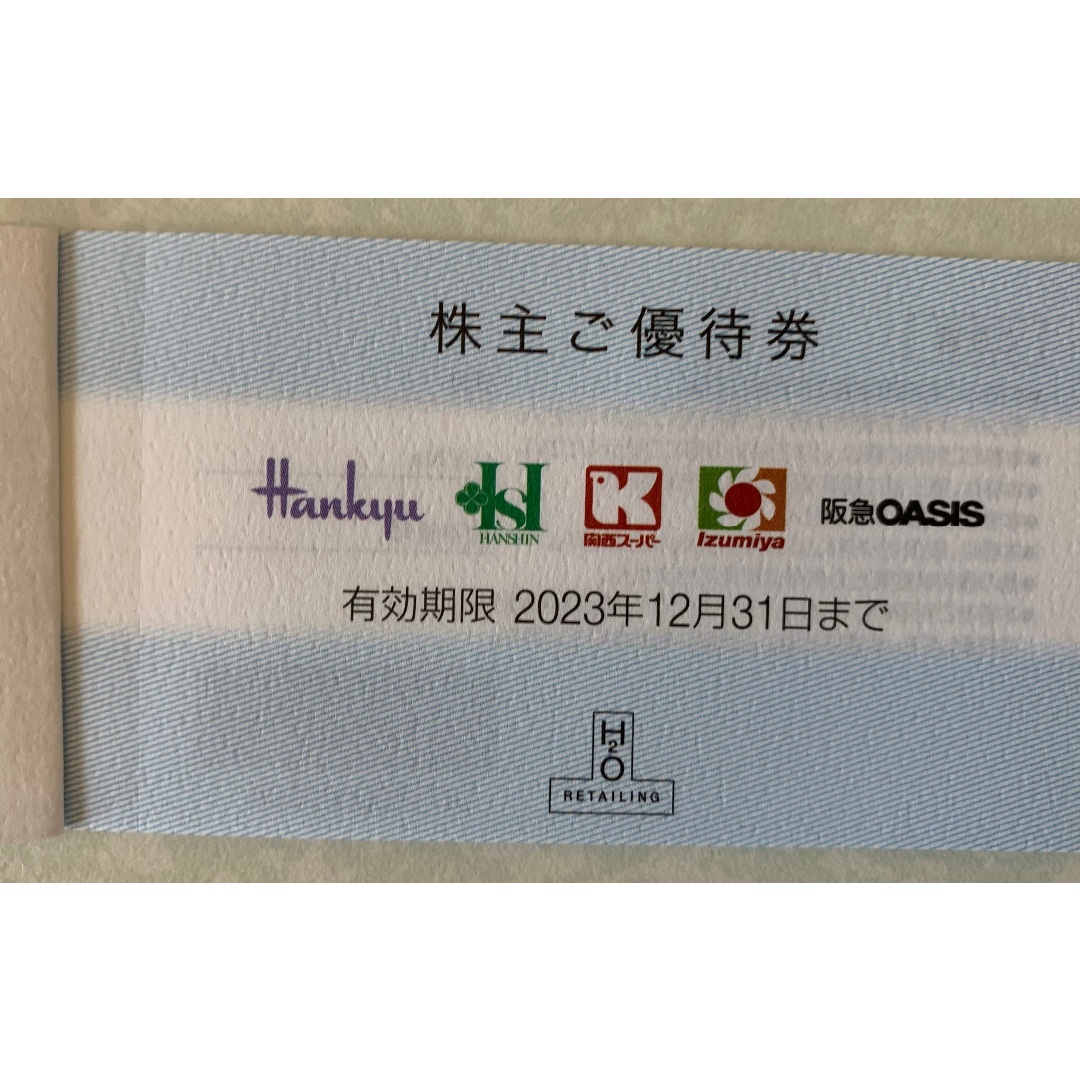 株主ご優待券
Hankyu HS HANSHIN K 関西スーパー Izumiya 阪急OASIS
有効期限 2023年12月31日まで
H2O
RETAILING